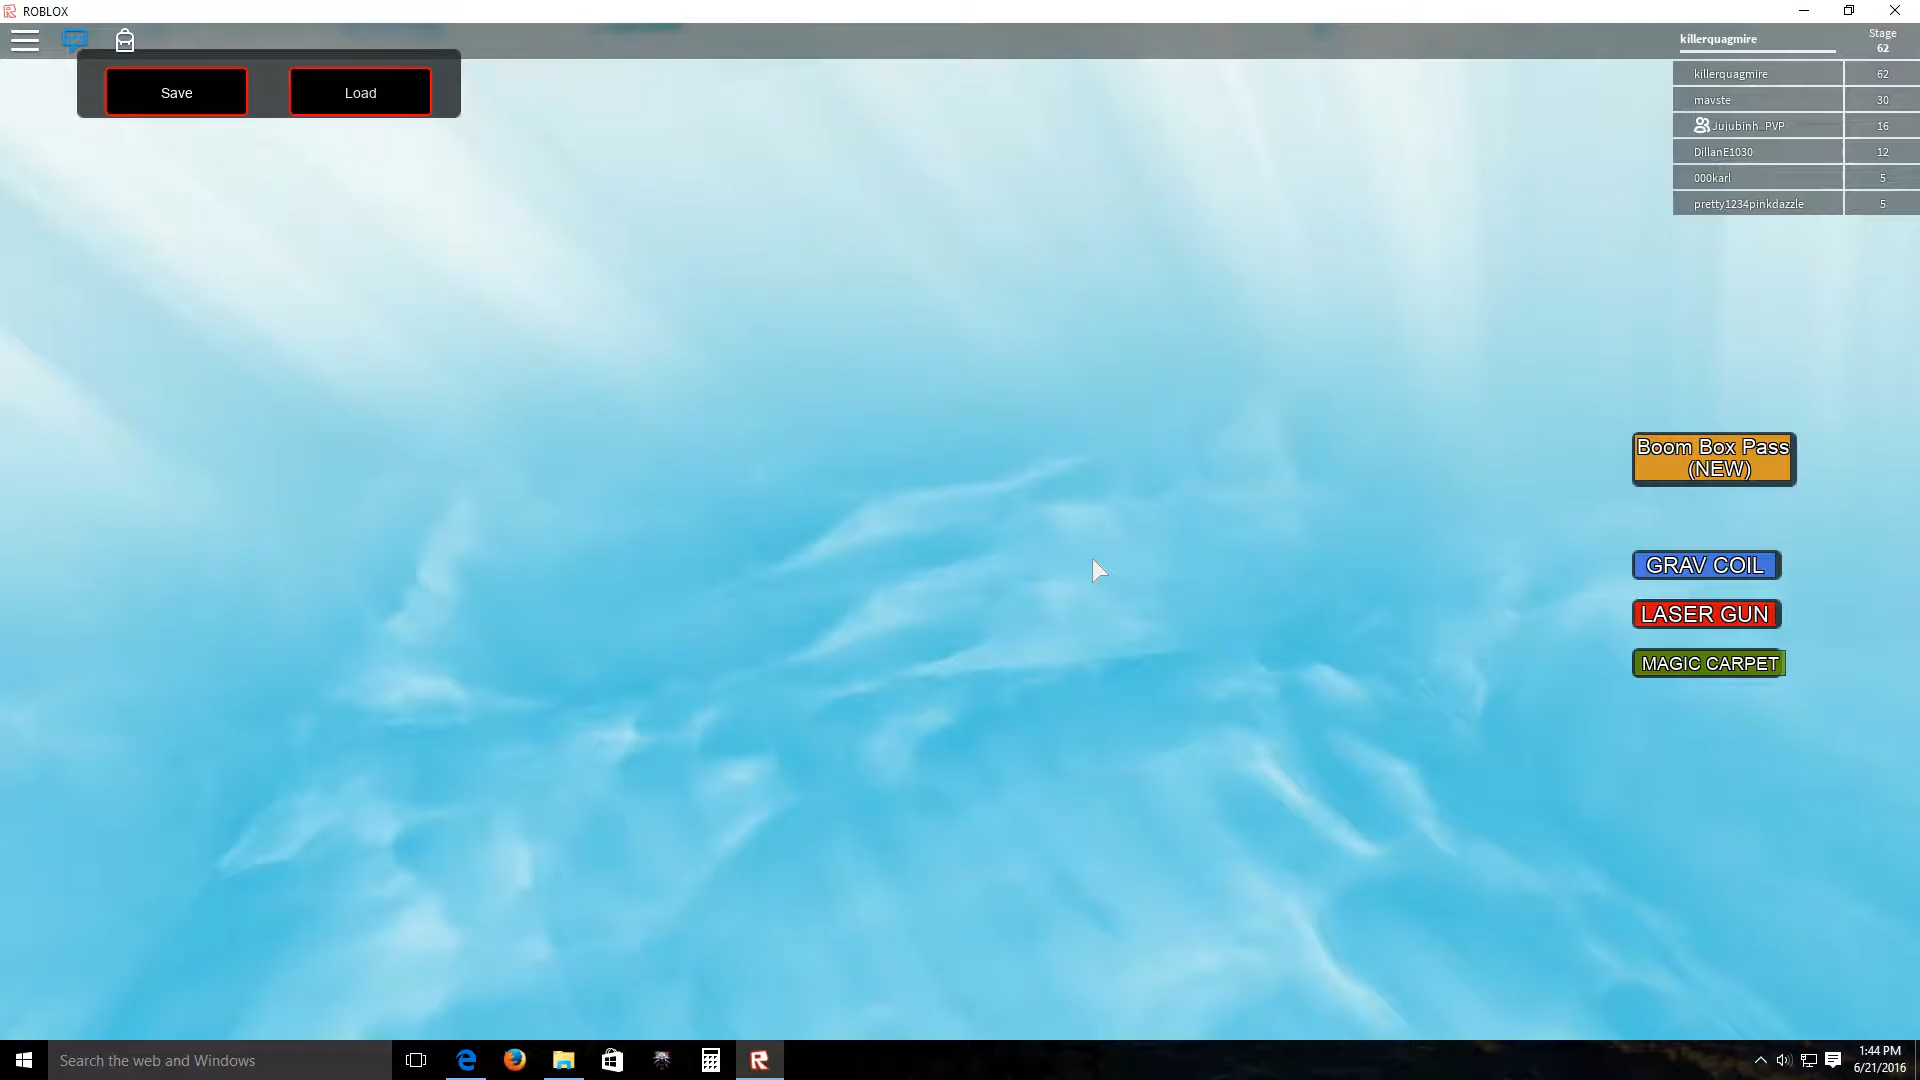 ROBLOX
killerquagmire
Stage
62
Save
Load
killerquagmire 62
mavste 30
Jujubinh_PVP 16
DillanE1030 12
000karl 5
pretty1234pinkdazzle 5
Boom Box Pass
(NEW)
GRAV COIL
LASER GUN
MAGIC CARPET
Search the web and Windows
1:44 PM
6/21/2016